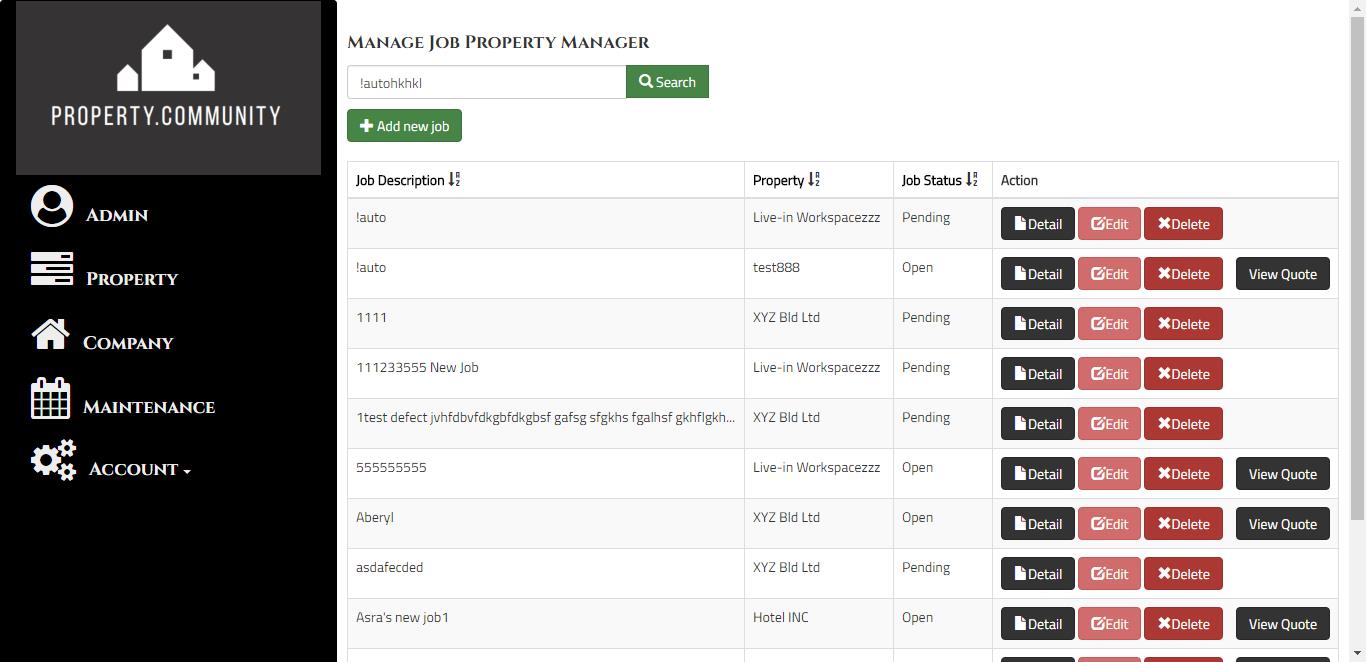 PROPERTY.COMMUNITY
Admin
Property
Company
Maintenance
Account
Manage Job Property Manager
!autohkhkl Search
Add new job
Job Description Property Job Status Action
!auto Live-in Workspacezzz Pending Detail Edit Delete
!auto test888 Open Detail Edit Delete View Quote
1111 XYZ Bld Ltd Pending Detail Edit Delete
111233555 New Job Live-in Workspacezzz Pending Detail Edit Delete
1test defect jvhfdbvfdkgbfdkgbsf gafsg sfgkhs fgalhsf gkhflgkh... XYZ Bld Ltd Pending Detail Edit Delete
555555555 Live-in Workspacezzz Open Detail Edit Delete View Quote
Aberyl XYZ Bld Ltd Open Detail Edit Delete View Quote
asdafecded XYZ Bld Ltd Pending Detail Edit Delete
Asra's new job1 Hotel INC Open Detail Edit Delete View Quote